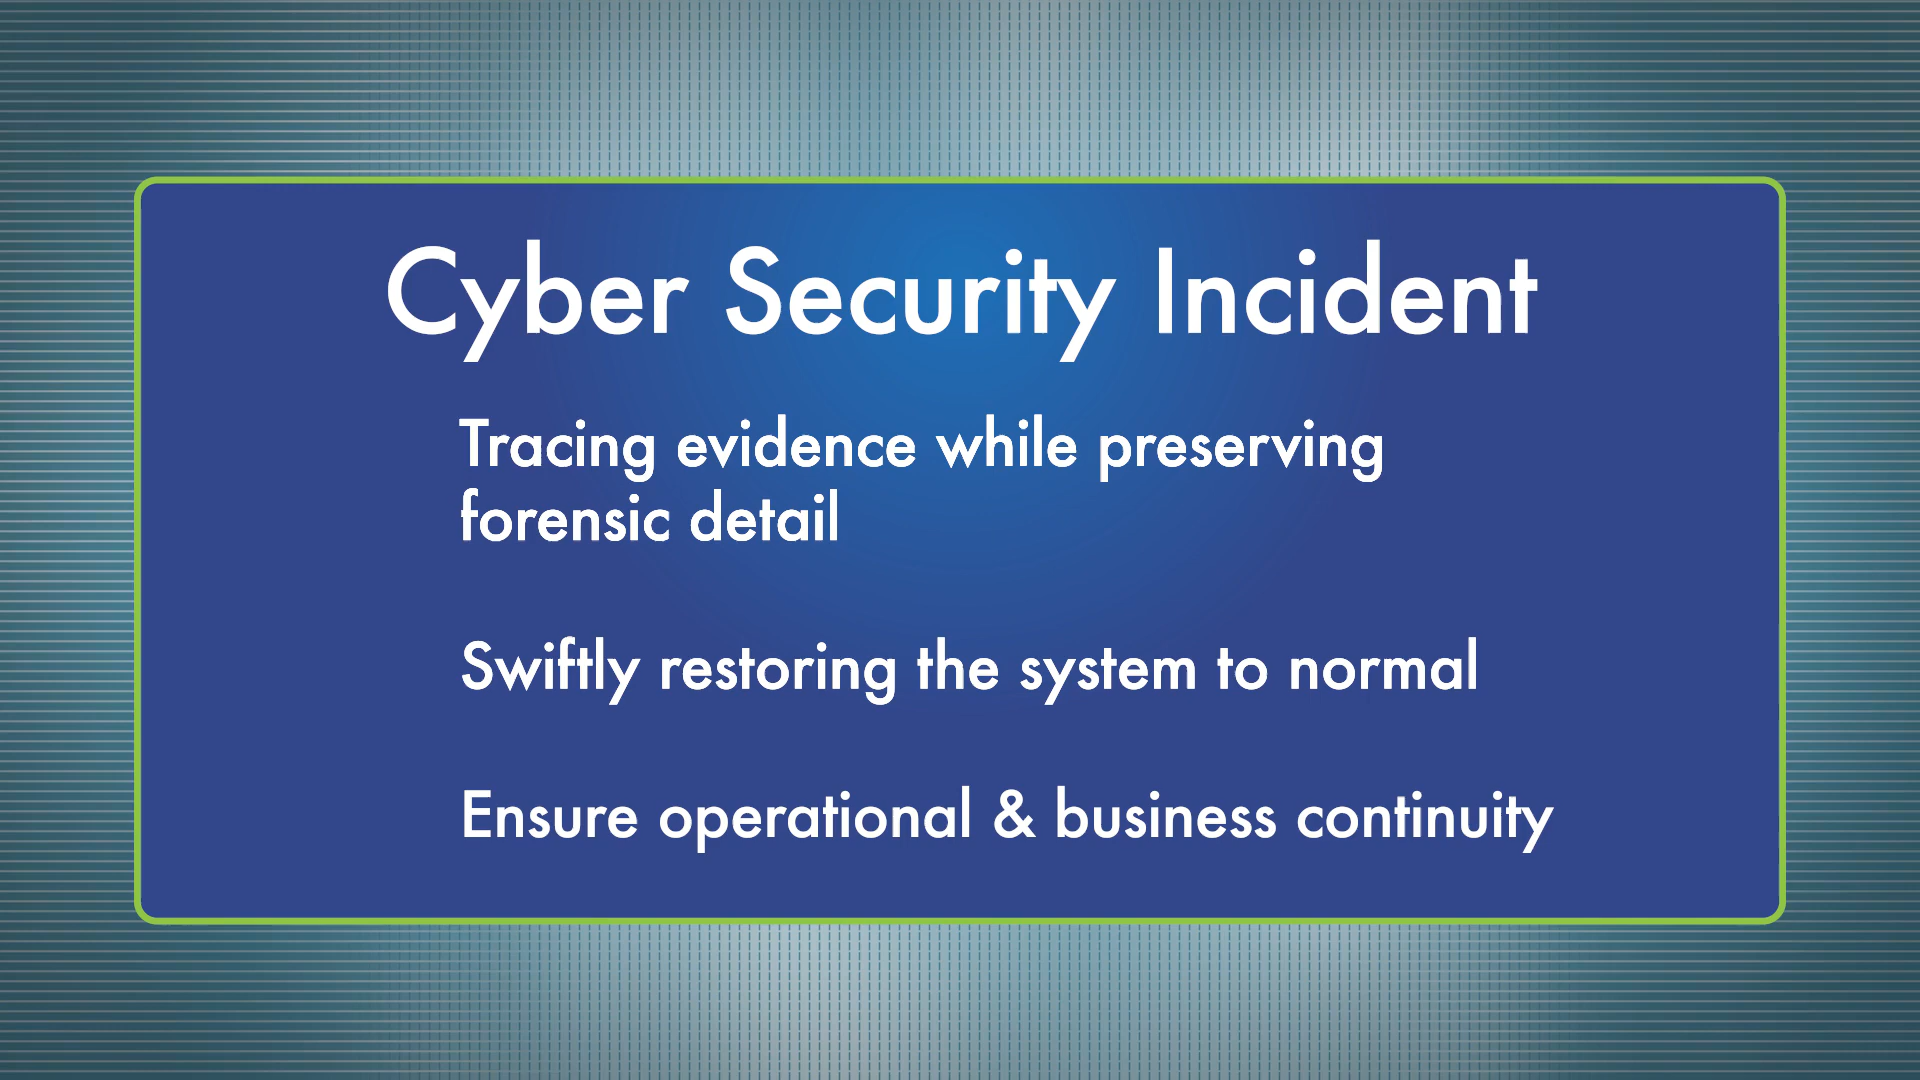 Cyber Security Incident
Tracing evidence while preserving
forensic detail
Swiftly restoring the system to normal
Ensure operational & business continuity